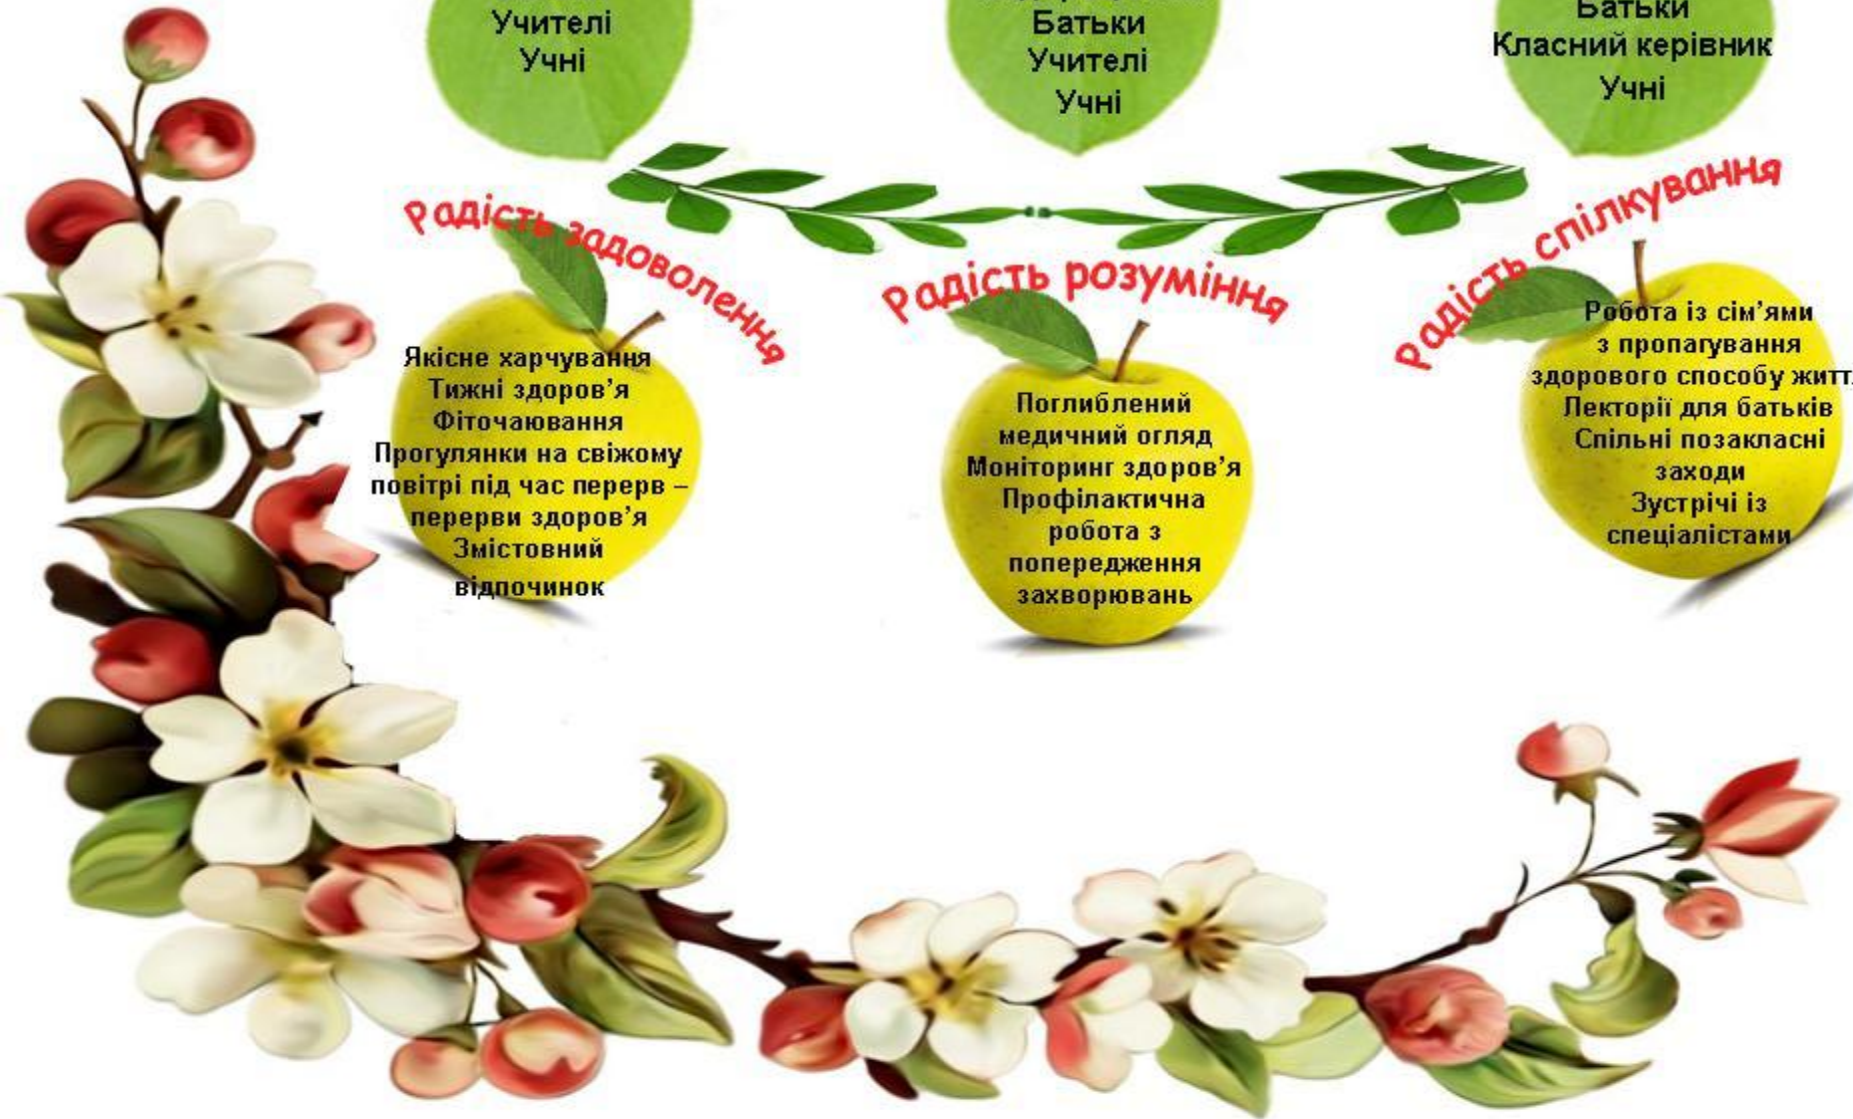 Учителі
Учні
Батьки
Учителі
Учні
Батьки
Класний керівник
Учні
Радість задоволення
Якісне харчування
Тижні здоров’я
Фіточаювання
Прогулянки на свіжому
повітрі під час перерв –
перерви здоров’я
Змістовний
відпочинок
Радість розуміння
Поглиблений
медичний огляд
Моніторинг здоров’я
Профілактична
робота з
попередження
захворювань
Радість спілкування
Робота із сім’ями
з пропагування
здорового способу житт
Лекторії для батьків
Спільні позакласні
заходи
Зустрічі із
спеціалістами